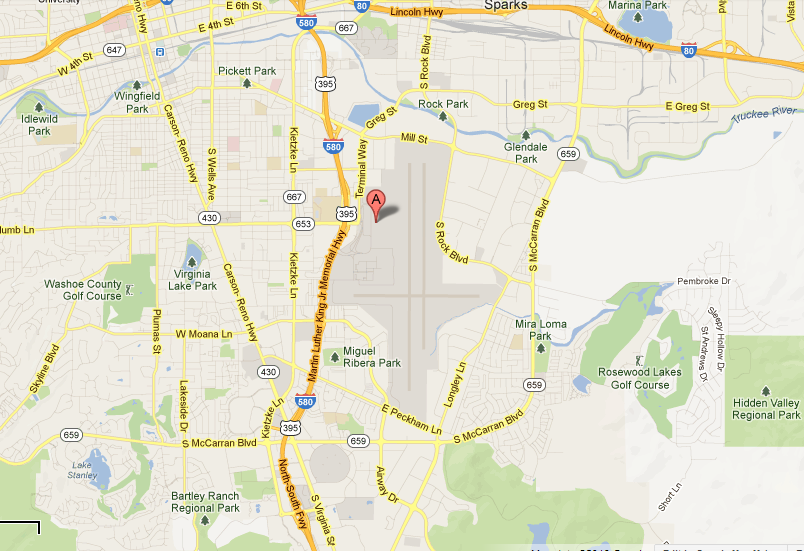 University
E 6th St
E 4th St
580
80
667
Lincoln Hwy
Sparks
Marina Park
Vista
647
W 4th St
Pickett Park
395
S Rock Blvd
Lincoln Hwy
80
Wingfield Park
Idlewild Park
Rock Park
Greg St
E Greg St
Truckee River
Greg St
Mill St
580
Glendale Park
659
Carson-Reno Hwy
S Wells Ave
Kietzke Ln
Terminal Way
667
A
430
653
395
lumb Ln
S Rock Blvd
S McCarran Blvd
Washoe County Golf Course
Virginia Lake Park
Carson- Reno Hwy
Kietzke Ln
Martin Luther King Jr Memorial Hwy
Pembroke Dr
Plumas St
W Moana Ln
Mira Loma Park
Sleepy Hollow Dr
St Andrews Dr
Miguel Ribera Park
Skyline Blvd
430
Lakeside Dr
Longley Ln
659
Rosewood Lakes Golf Course
Hidden Valley Regional Park
580
Kietzke Ln
395
E Peckham Ln
659
S McCarran Blvd
659
S McCarran Blvd
Lake Stanley
North-South Fwy
Airway Dr
Short Ln
Bartley Ranch Regional Park
S Virginia St